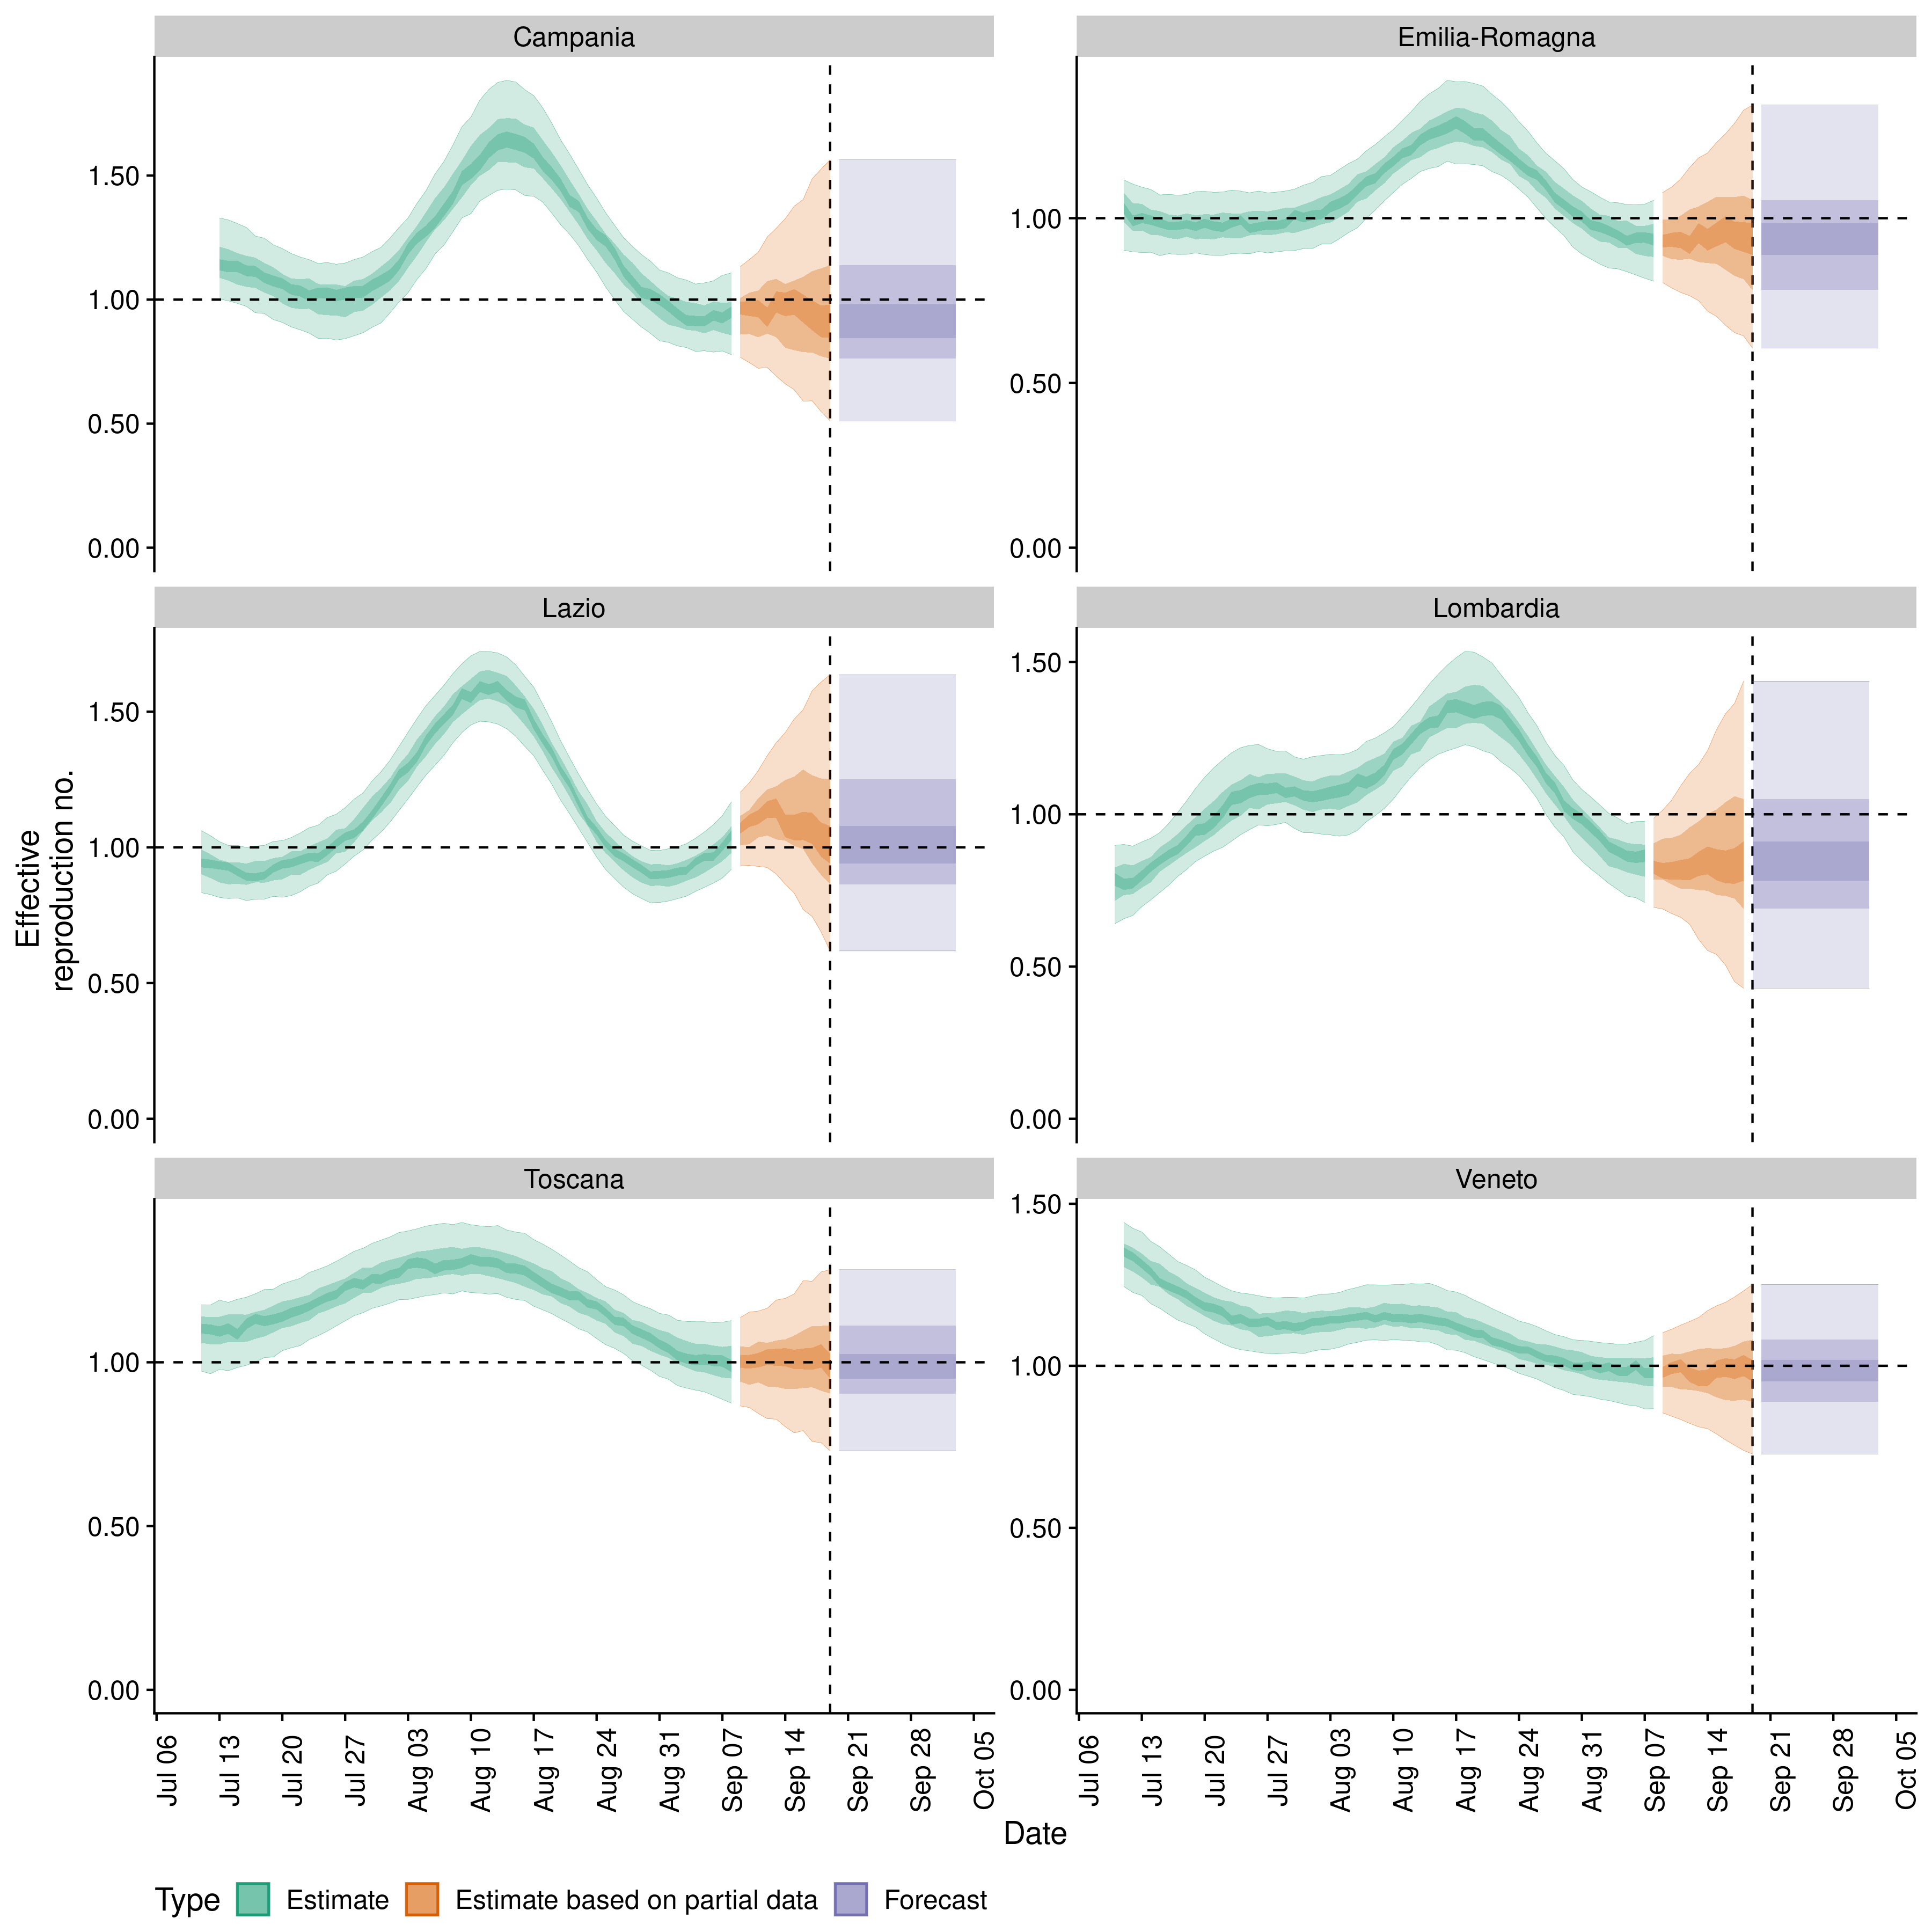 Campania
Emilia-Romagna
1.50
1.00
0.50
0.00
1.00
0.50
0.00
Lazio
Lombardia
1.50
1.00
0.50
0.00
1.50
1.00
0.50
0.00
Effective
reproduction no.
Toscana
Veneto
1.00
0.50
0.00
1.50
1.00
0.50
0.00
Jul 06
Jul 13
Jul 20
Jul 27
Aug 03
Aug 10
Aug 17
Aug 24
Aug 31
Sep 07
Sep 14
Sep 21
Sep 28
Oct 05
Jul 06
Jul 13
Jul 20
Jul 27
Aug 03
Aug 10
Aug 17
Aug 24
Aug 31
Sep 07
Sep 14
Sep 21
Sep 28
Oct 05
Date
Type Estimate Estimate based on partial data Forecast